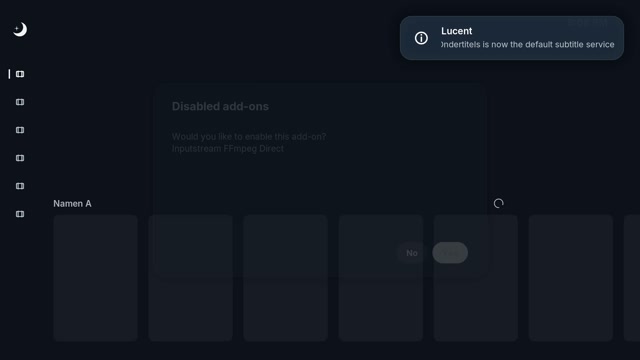 Lucent
Ondertitels is now the default subtitle service
Disabled add-ons
Would you like to enable this add-on?
Inputstream FFmpeg Direct
Namen A
No
Yes